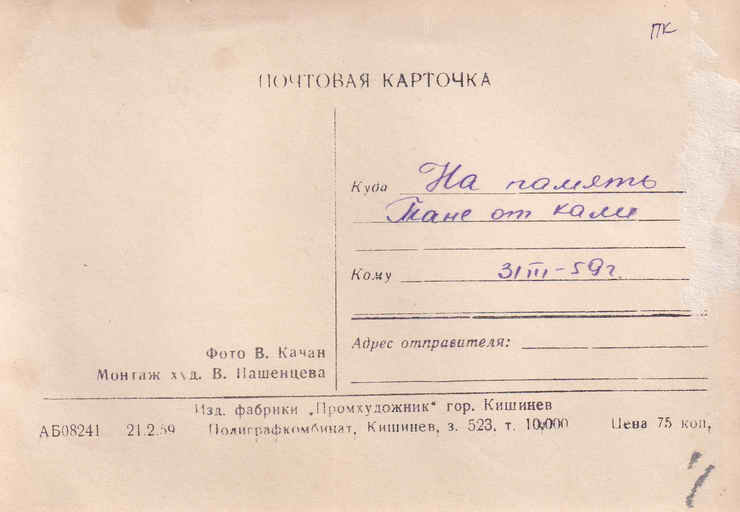 ПК
ПОЧТОВАЯ КАРТОЧКА
Куда На память
Тане от Кали
Кому 31 III – 59 г.
Адрес отправителя:
Фото В. Качан
Монтаж худ. В. Пашенцева
Изд. фабрики „Промхудожник“ гор. Кишинев
АБ08241 21.2.59 Полиграфкомбинат, Кишинев, з. 523. т. 10,000 Цена 75 коп.